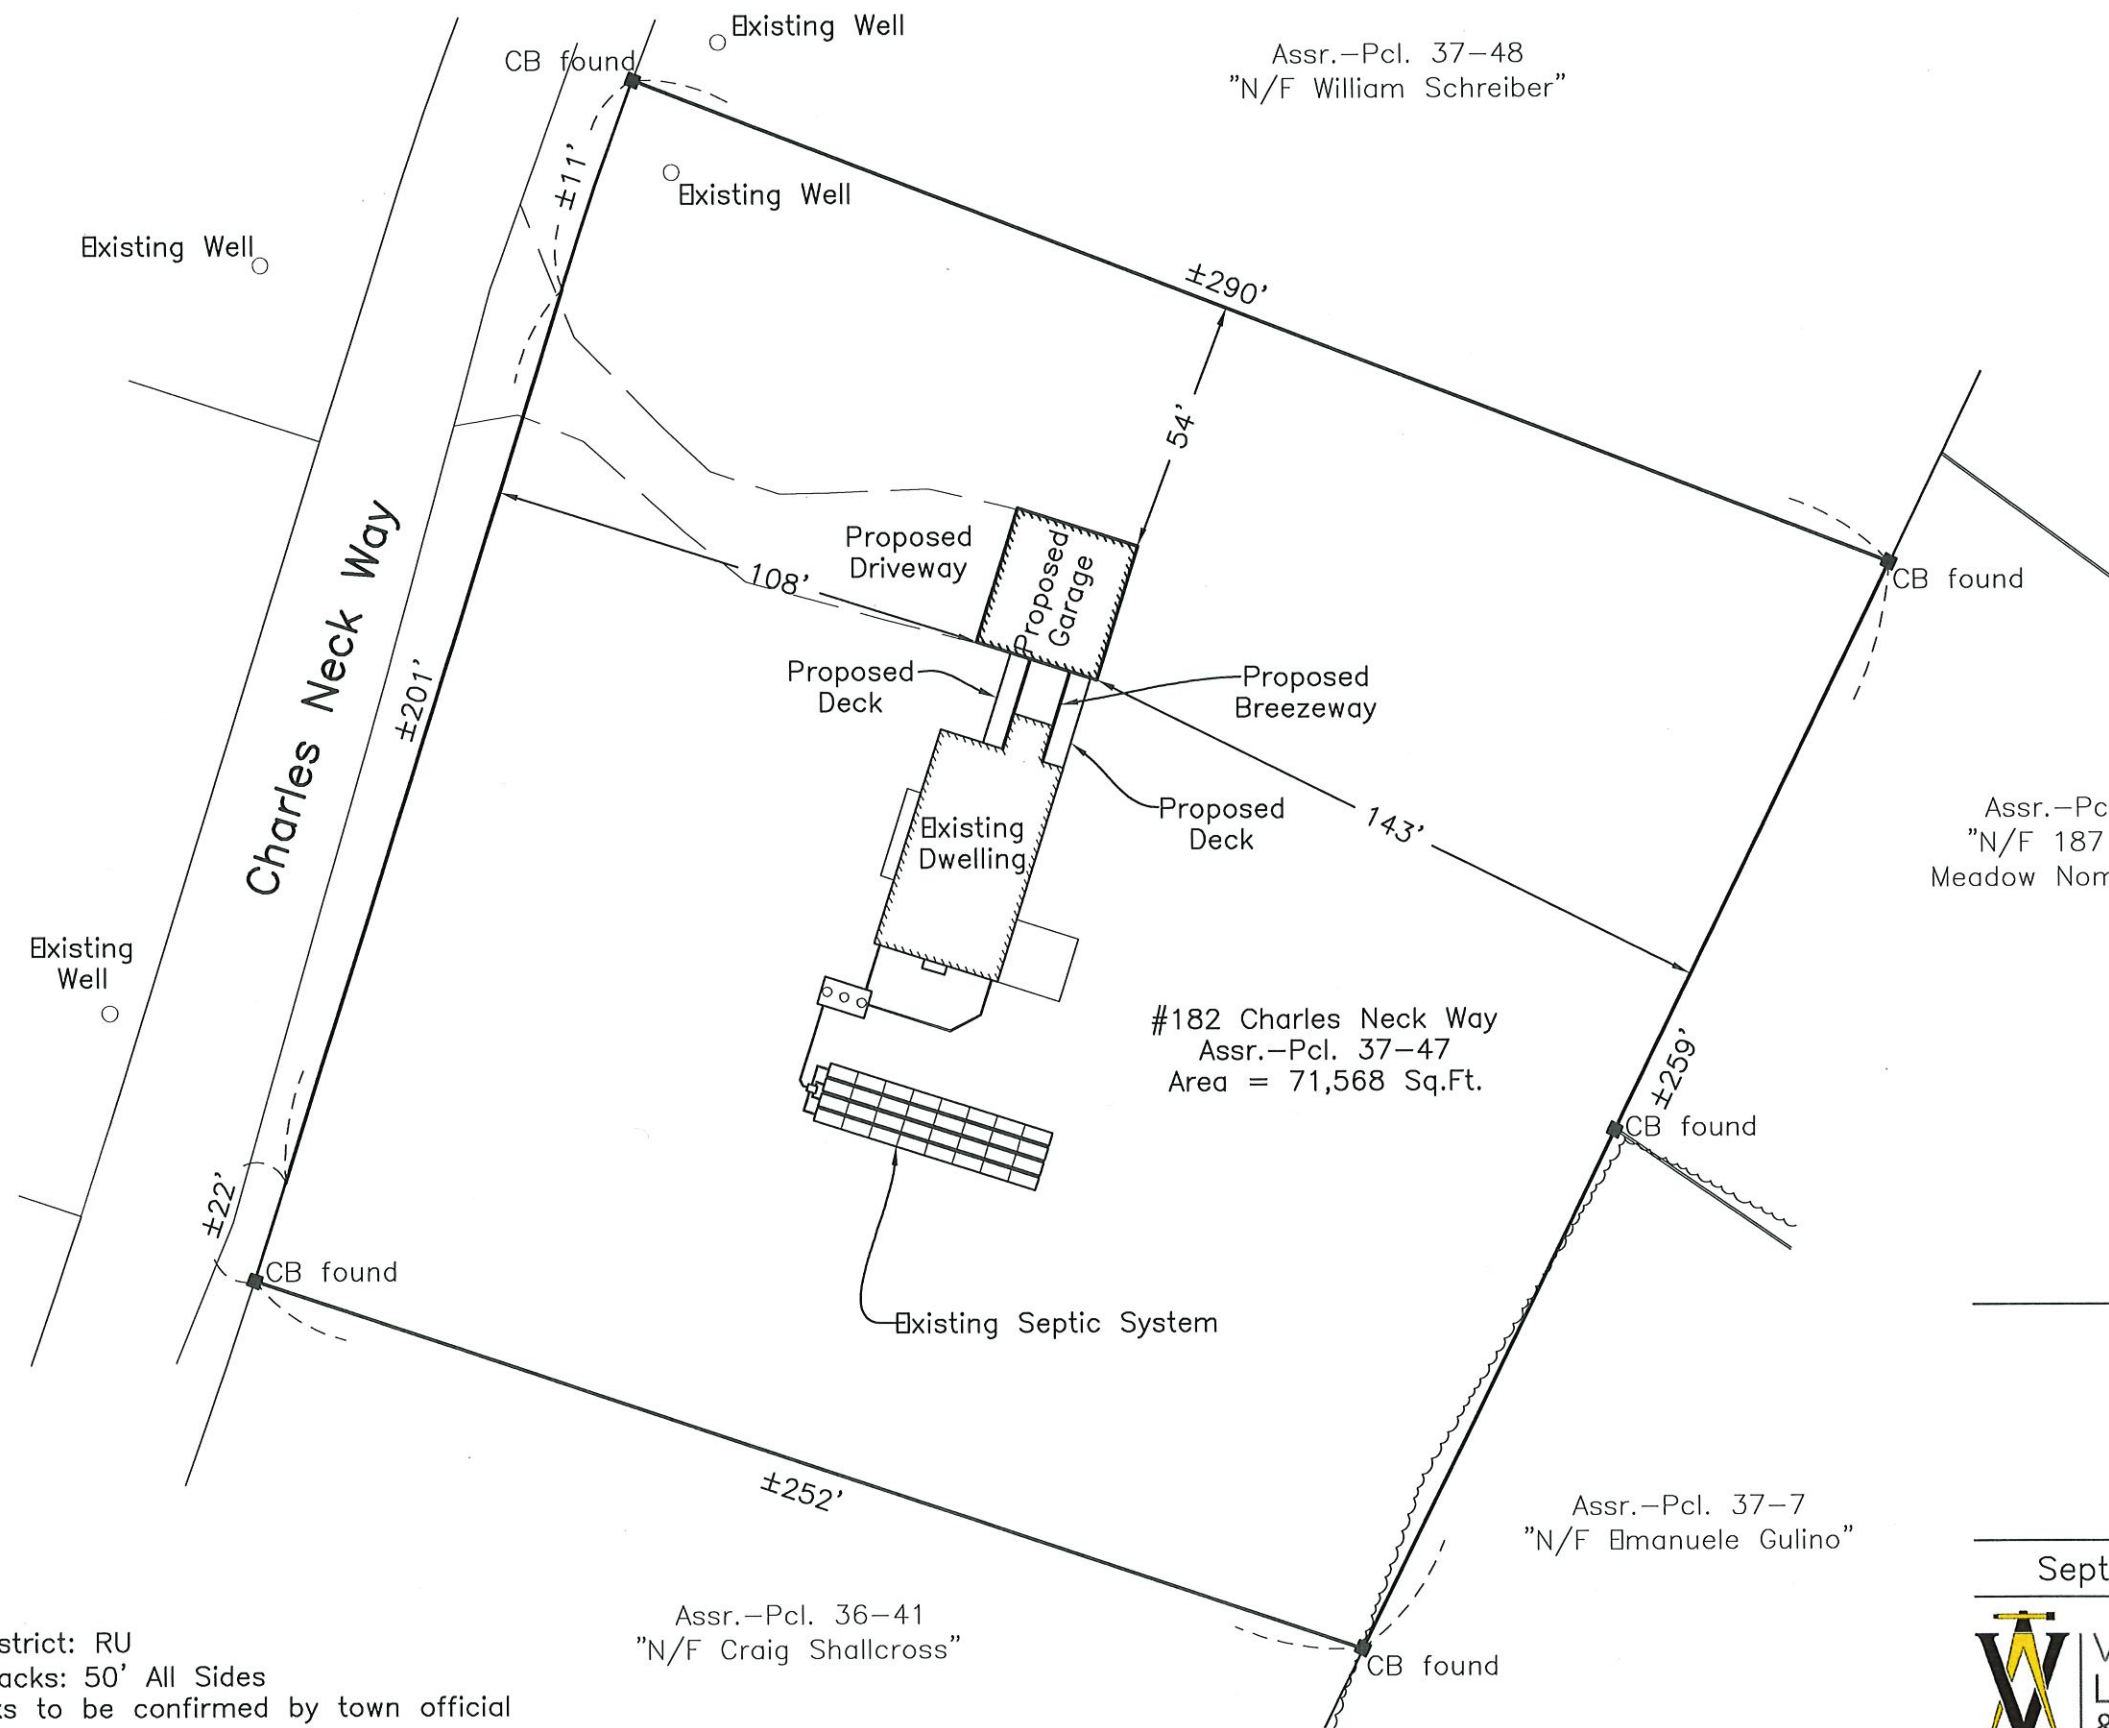 Existing Well
CB found
Assr.-Pcl. 37-48
"N/F William Schreiber"
±11'
Existing Well
Existing Well
±290'
54'
Proposed
Driveway
Proposed
Garage
108'
CB found
Charles Neck Way
±201'
Proposed
Deck
Proposed
Breezeway
Proposed
Deck
143'
Existing
Dwelling
Assr.-Pc
"N/F 187
Meadow Nom
Existing
Well
#182 Charles Neck Way
Assr.-Pcl. 37-47
Area = 71,568 Sq.Ft.
±259'
CB found
±22'
CB found
Existing Septic System
±252'
Assr.-Pcl. 37-7
"N/F Emanuele Gulino"
Sept
Assr.-Pcl. 36-41
"N/F Craig Shallcross"
CB found
strict: RU
acks: 50' All Sides
ks to be confirmed by town official